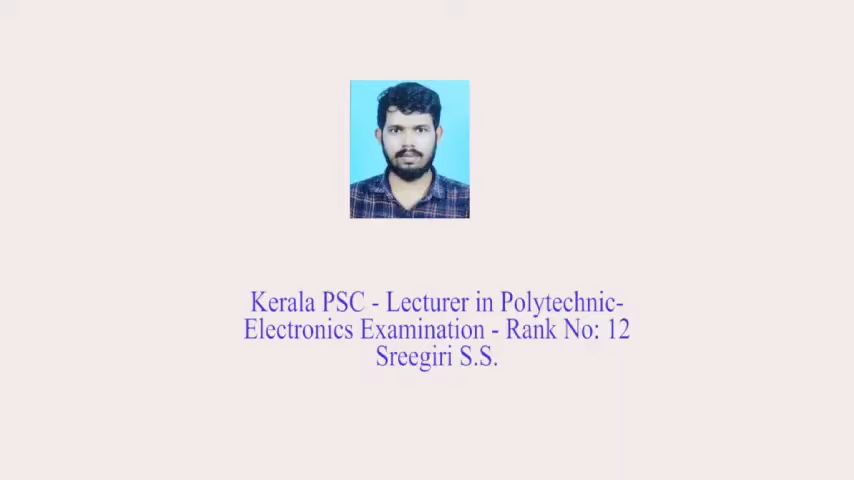 Kerala PSC - Lecturer in Polytechnic-
Electronics Examination - Rank No: 12
Sreegiri S.S.